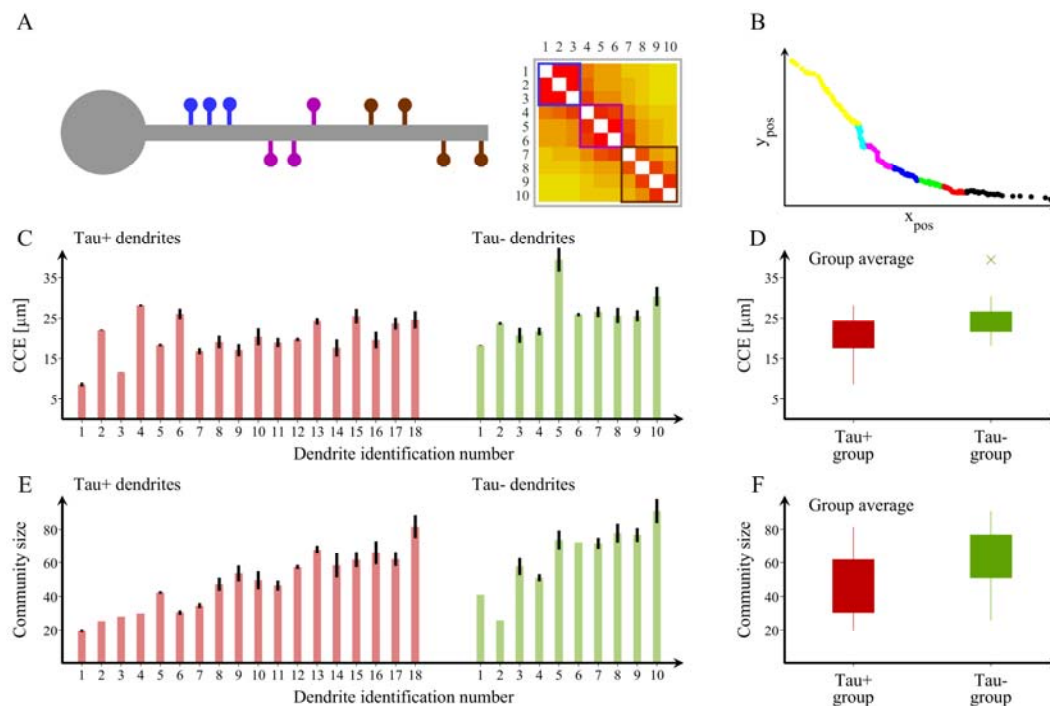 A
1 2 3 4 5 6 7 8 9 10
1
2
3
4
5
6
7
8
9
10
B
y_pos
x_pos
C
Tau+ dendrites
Tau- dendrites
CCE [μm]
35
25
15
5
1 2 3 4 5 6 7 8 9 10 11 12 13 14 15 16 17 18
1 2 3 4 5 6 7 8 9 10
Dendrite identification number
D
Group average
CCE [μm]
35
25
15
5
Tau+
group
Tau-
group
E
Tau+ dendrites
Tau- dendrites
Community size
80
60
40
20
1 2 3 4 5 6 7 8 9 10 11 12 13 14 15 16 17 18
1 2 3 4 5 6 7 8 9 10
Dendrite identification number
F
Group average
Community size
80
60
40
20
Tau+
group
Tau-
group